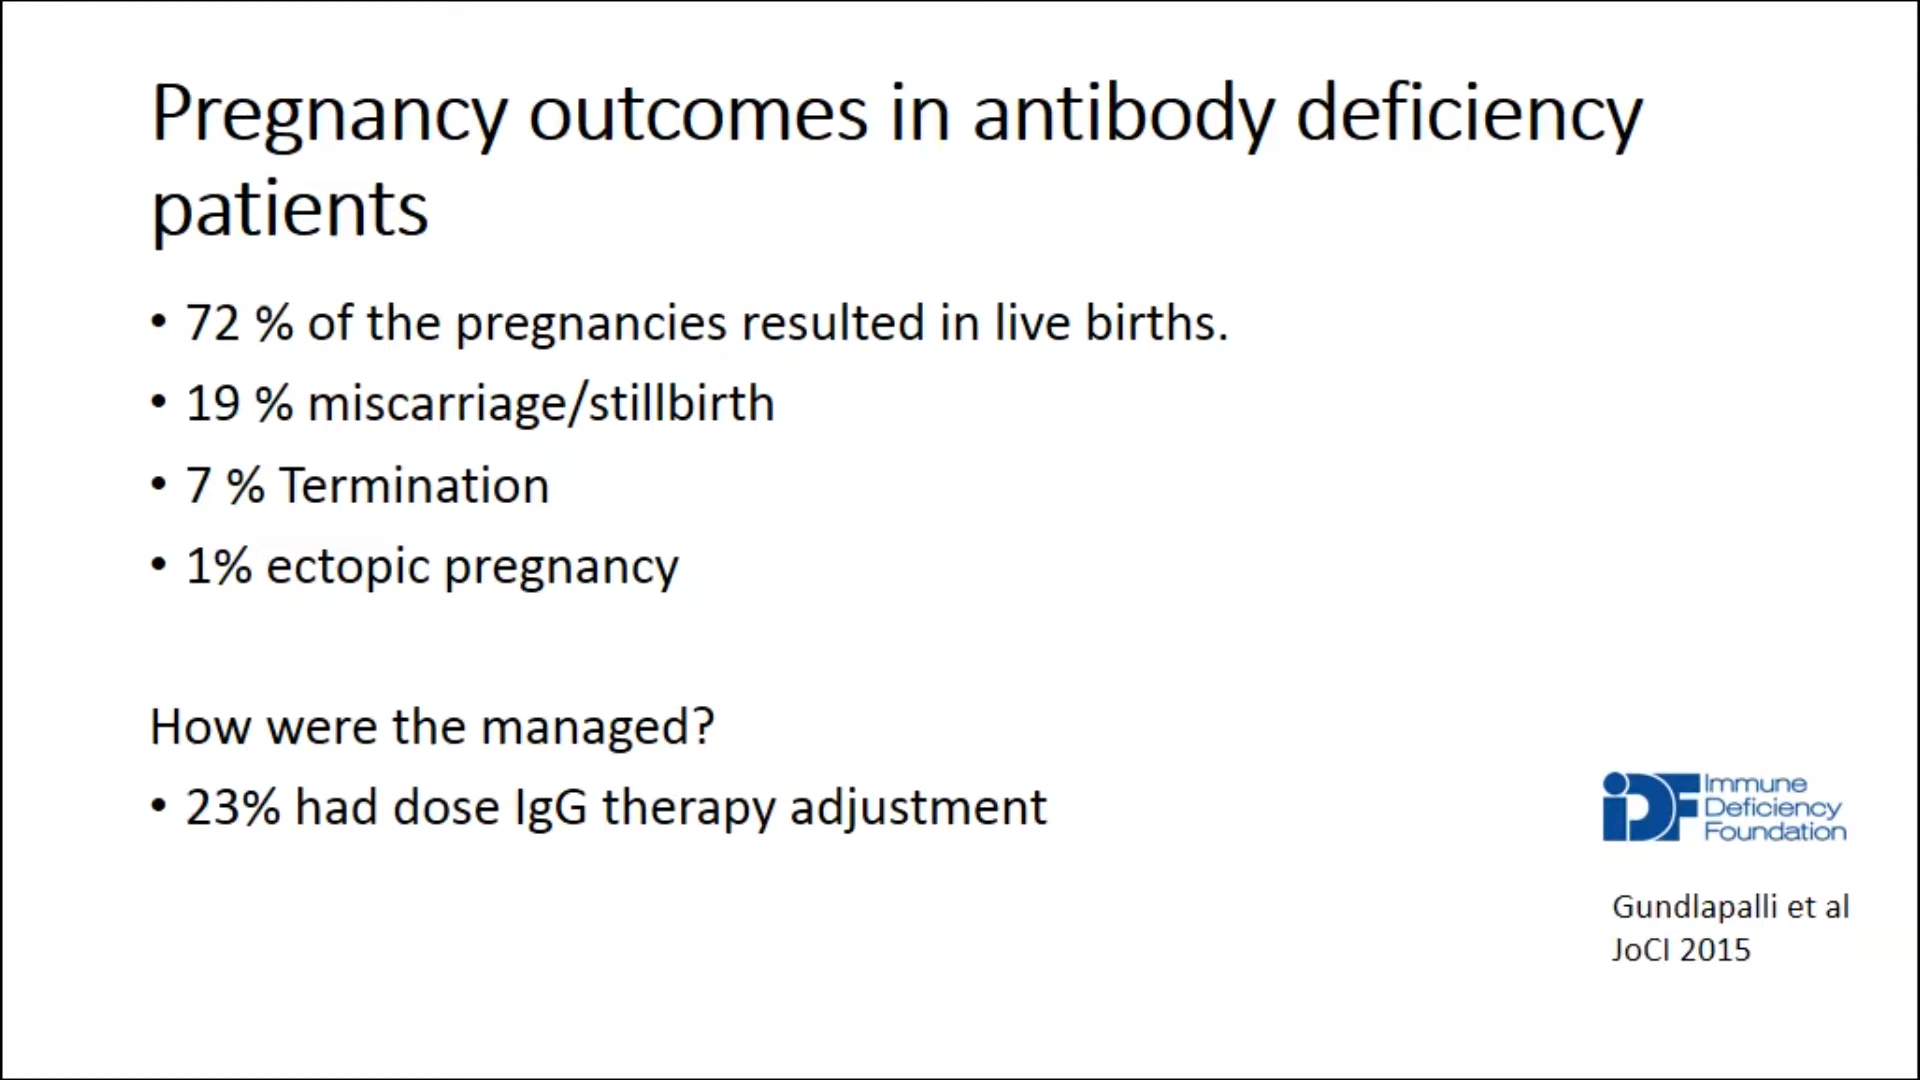 Pregnancy outcomes in antibody deficiency
patients
• 72 % of the pregnancies resulted in live births.
• 19 % miscarriage/stillbirth
• 7 % Termination
• 1% ectopic pregnancy
How were the managed?
• 23% had dose IgG therapy adjustment
iDF Immune
Deficiency
Foundation
Gundlapalli et al
JoCI 2015